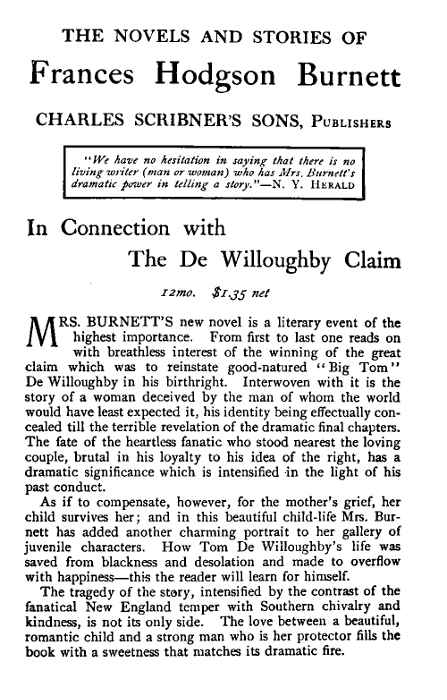 THE NOVELS AND STORIES OF
Frances Hodgson Burnett
CHARLES SCRIBNER'S SONS, PUBLISHERS
"We have no hesitation in saying that there is no
living writer (man or woman) who has Mrs. Burnett's
dramatic power in telling a story."—N. Y. HERALD
In Connection with
The De Willoughby Claim
12mo. $1.35 net
MRS. BURNETT'S new novel is a literary event of the
highest importance. From first to last one reads on
with breathless interest of the winning of the great
claim which was to reinstate good-natured "Big Tom"
De Willoughby in his birthright. Interwoven with it is the
story of a woman deceived by the man of whom the world
would have least expected it, his identity being effectually con-
cealed till the terrible revelation of the dramatic final chapters.
The fate of the heartless fanatic who stood nearest the loving
couple, brutal in his loyalty to his idea of the right, has a
dramatic significance which is intensified in the light of his
past conduct.
As if to compensate, however, for the mother's grief, her
child survives her; and in this beautiful child-life Mrs. Bur-
nett has added another charming portrait to her gallery of
juvenile characters. How Tom De Willoughby's life was
saved from blackness and desolation and made to overflow
with happiness—this the reader will learn for himself.
The tragedy of the story, intensified by the contrast of the
fanatical New England temper with Southern chivalry and
kindness, is not its only side. The love between a beautiful,
romantic child and a strong man who is her protector fills the
book with a sweetness that matches its dramatic fire.